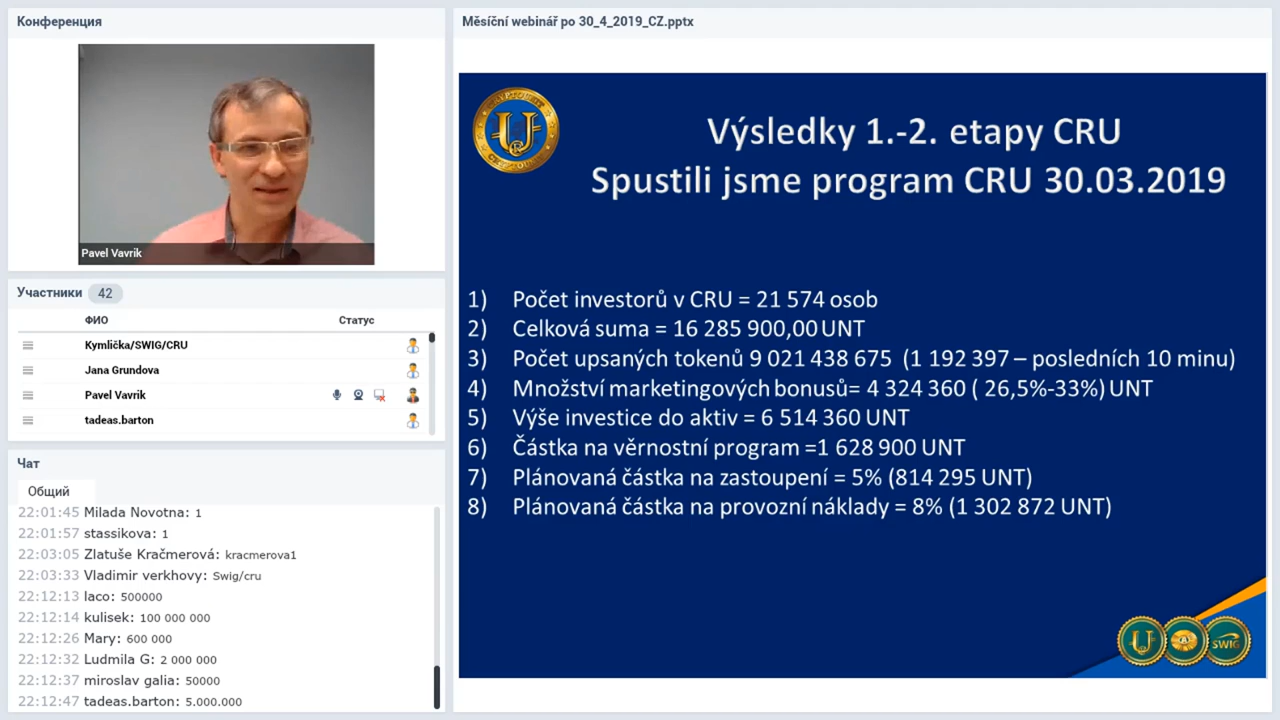 Конференция
Pavel Vavrik
Участники 42
ФИО Статус
Kymlička/SWIG/CRU
Jana Grundova
Pavel Vavrik
tadeas.barton
Чат
Общий
22:01:45 Milada Novotna: 1
22:01:57 stassikova: 1
22:03:05 Zlatuše Kračmerová: kracmerova1
22:03:33 Vladimir verkhovy: Swig/cru
22:12:13 laco: 500000
22:12:14 kulisek: 100 000 000
22:12:26 Mary: 600 000
22:12:32 Ludmila G: 2 000 000
22:12:37 miroslav galia: 50000
22:12:47 tadeas.barton: 5.000.000
Měsíční webinář po 30_4_2019_CZ.pptx
Výsledky 1.-2. etapy CRU
Spustili jsme program CRU 30.03.2019
1) Počet investorů v CRU = 21 574 osob
2) Celková suma = 16 285 900,00 UNT
3) Počet upsaných tokenů 9 021 438 675 (1 192 397 – posledních 10 minu)
4) Množství marketingových bonusů= 4 324 360 ( 26,5%-33%) UNT
5) Výše investice do aktiv = 6 514 360 UNT
6) Částka na věrnostní program =1 628 900 UNT
7) Plánovaná částka na zastoupení = 5% (814 295 UNT)
8) Plánovaná částka na provozní náklady = 8% (1 302 872 UNT)
SWIG